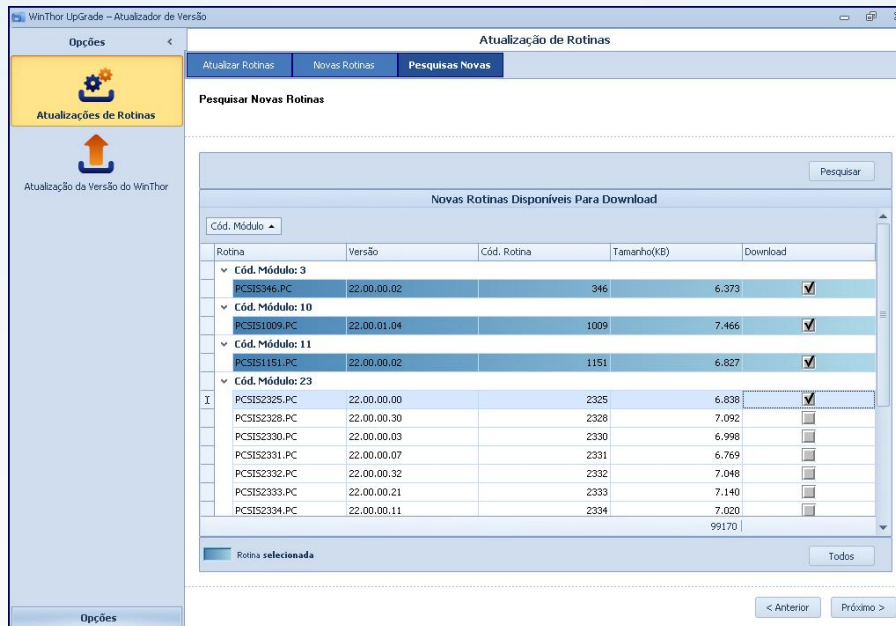 WinThor UpGrade – Atualizador de Versão
Opções <
Atualização de Rotinas
Atualizar Rotinas Novas Rotinas Pesquisas Novas
Atualizações de Rotinas
Atualização da Versão do WinThor
Pesquisar Novas Rotinas
Pesquisar
Novas Rotinas Disponíveis Para Download
Cód. Módulo
Rotina Versão Cód. Rotina Tamanho(KB) Download
Cód. Módulo: 3
PCSIS346.PC 22.00.00.02 346 6.373
Cód. Módulo: 10
PCSIS1009.PC 22.00.01.04 1009 7.466
Cód. Módulo: 11
PCSIS1151.PC 22.00.00.02 1151 6.827
Cód. Módulo: 23
PCSIS2325.PC 22.00.00.00 2325 6.838
PCSIS2328.PC 22.00.00.30 2328 7.092
PCSIS2330.PC 22.00.00.03 2330 6.998
PCSIS2331.PC 22.00.00.07 2331 6.769
PCSIS2332.PC 22.00.00.32 2332 7.048
PCSIS2333.PC 22.00.00.21 2333 7.140
PCSIS2334.PC 22.00.00.11 2334 7.020
99170
Rotina selecionada
Todos
< Anterior Próximo >
Opções